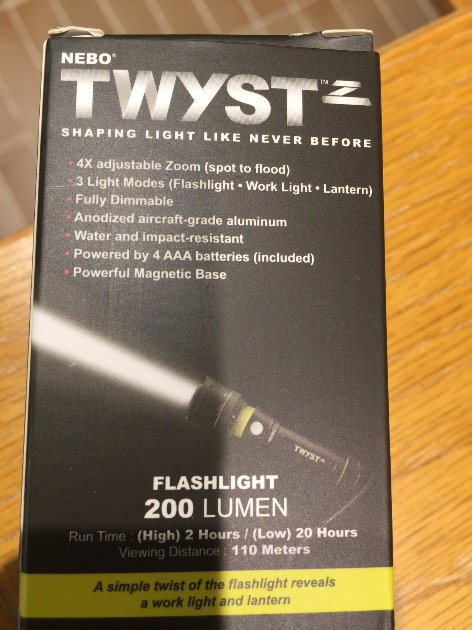 NEBO®
TWYST™ Z
SHAPING LIGHT LIKE NEVER BEFORE
• 4X adjustable Zoom (spot to flood)
• 3 Light Modes (Flashlight • Work Light • Lantern)
• Fully Dimmable
• Anodized aircraft-grade aluminum
• Water and impact-resistant
• Powered by 4 AAA batteries (included)
• Powerful Magnetic Base
TWYST
FLASHLIGHT
200 LUMEN
Run Time : (High) 2 Hours / (Low) 20 Hours
Viewing Distance : 110 Meters
A simple twist of the flashlight reveals
a work light and lantern